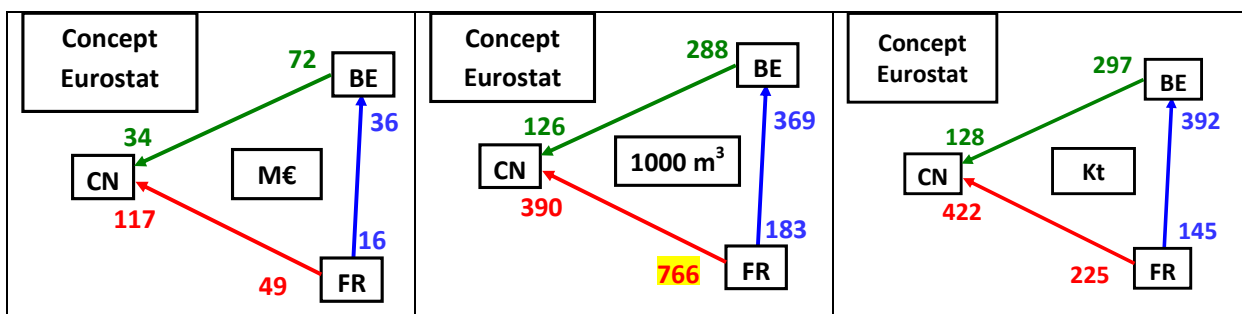 Concept
Eurostat
72
BE
36
34
CN
M€
117
16
49
FR
Concept
Eurostat
288
BE
369
126
CN
1000 m³
390
183
766
FR
Concept
Eurostat
297
BE
392
128
CN
Kt
422
145
225
FR